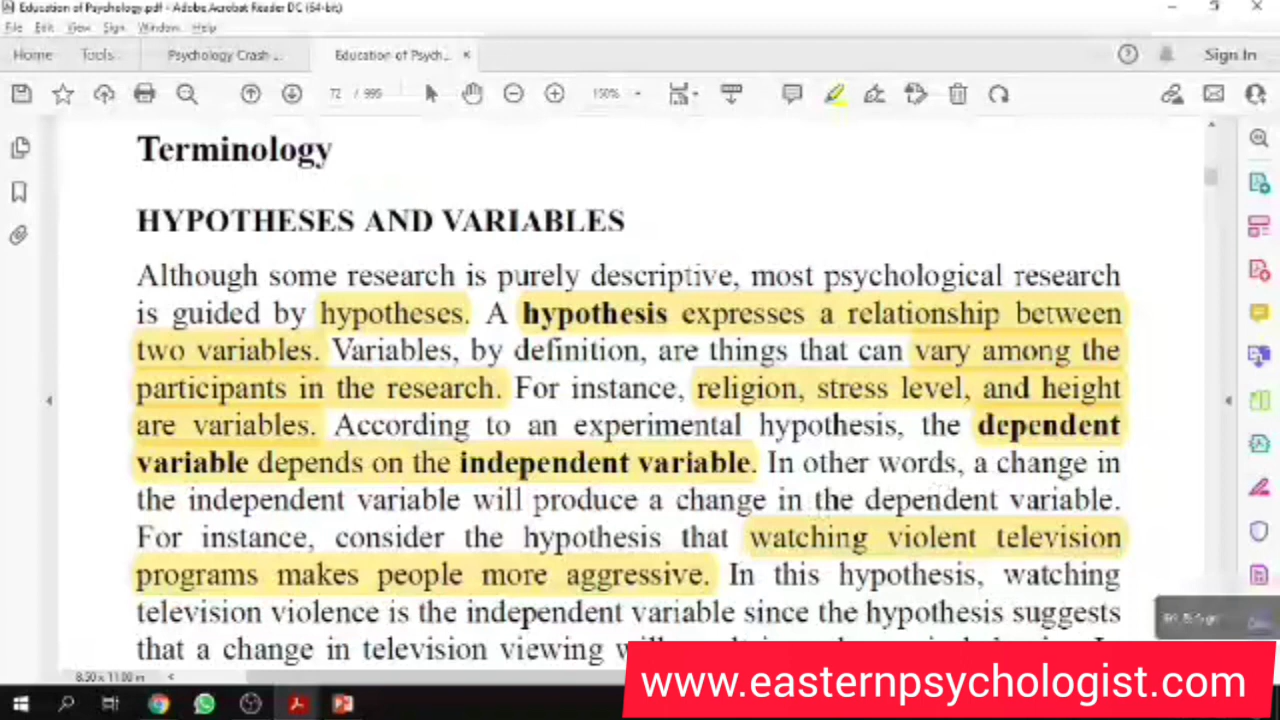 Education of Psychology.pdf - Adobe Acrobat Reader DC (64-bit)
File Edit View Sign Window Help
Home Tools Psychology Crash ... Education of Psych... × Sign In
72 / 995 150%
Terminology
HYPOTHESES AND VARIABLES
Although some research is purely descriptive, most psychological research
is guided by hypotheses. A hypothesis expresses a relationship between
two variables. Variables, by definition, are things that can vary among the
participants in the research. For instance, religion, stress level, and height
are variables. According to an experimental hypothesis, the dependent
variable depends on the independent variable. In other words, a change in
the independent variable will produce a change in the dependent variable.
For instance, consider the hypothesis that watching violent television
programs makes people more aggressive. In this hypothesis, watching
television violence is the independent variable since the hypothesis suggests
that a change in television viewing
8.50 x 11.00 in
www.easternpsychologist.com